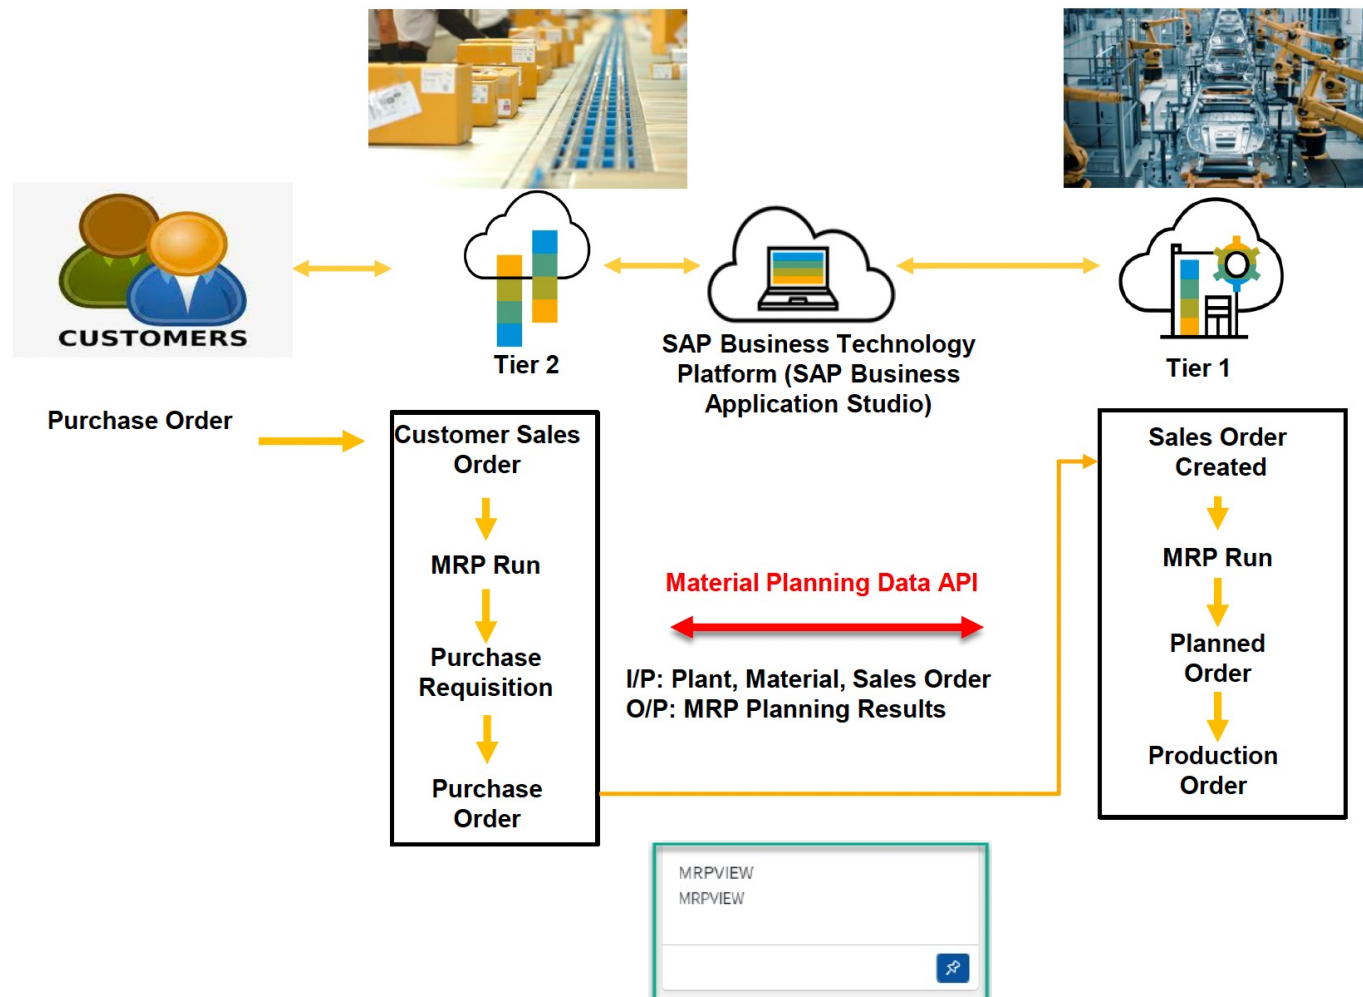 CUSTOMERS
Tier 2
SAP Business Technology
Platform (SAP Business
Application Studio)
Tier 1
Purchase Order
Customer Sales
Order
MRP Run
Purchase
Requisition
Purchase
Order
Material Planning Data API
I/P: Plant, Material, Sales Order
O/P: MRP Planning Results
Sales Order
Created
MRP Run
Planned
Order
Production
Order
MRPVIEW
MRPVIEW